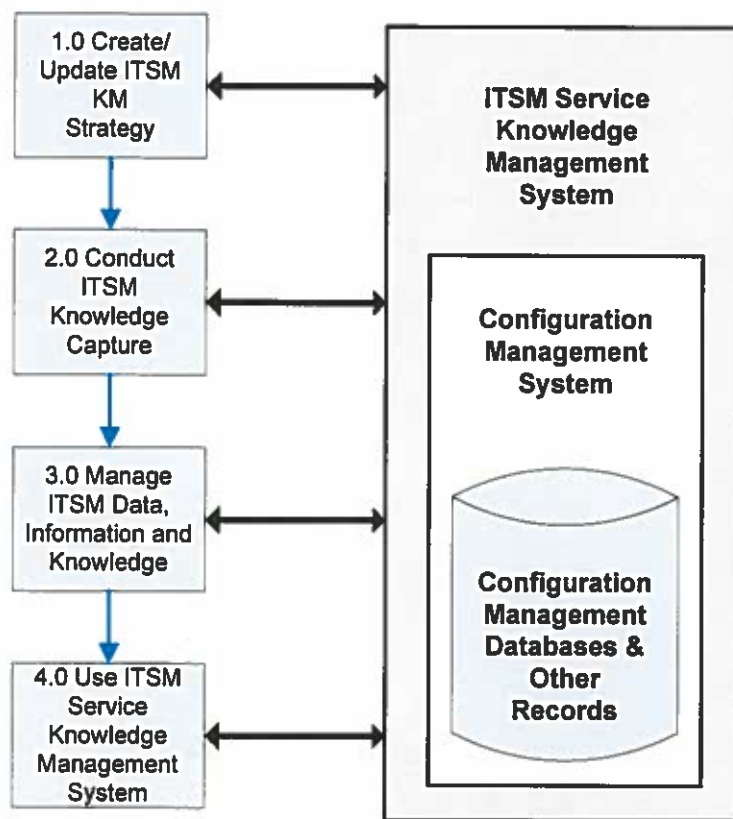 1.0 Create/
Update ITSM
KM
Strategy
2.0 Conduct
ITSM
Knowledge
Capture
3.0 Manage
ITSM Data,
Information and
Knowledge
4.0 Use ITSM
Service
Knowledge
Management
System
ITSM Service
Knowledge
Management
System
Configuration
Management
System
Configuration
Management
Databases &
Other
Records